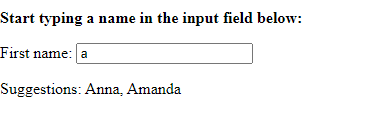 Start typing a name in the input field below:
First name: a
Suggestions: Anna, Amanda